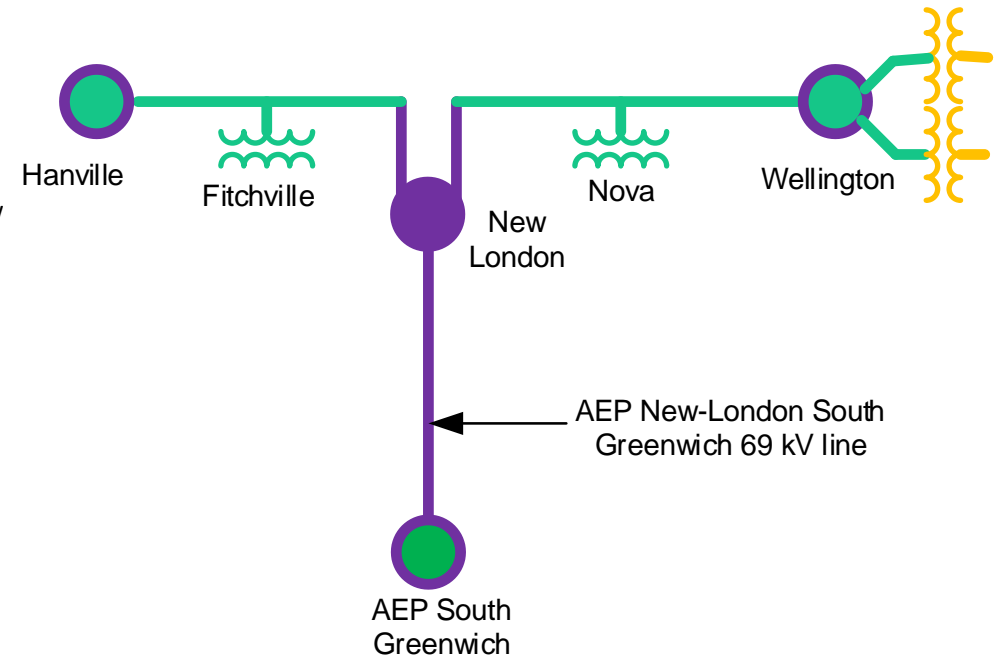 Hanville
Fitchville
New
London
Nova
Wellington
AEP New-London South
Greenwich 69 kV line
AEP South
Greenwich